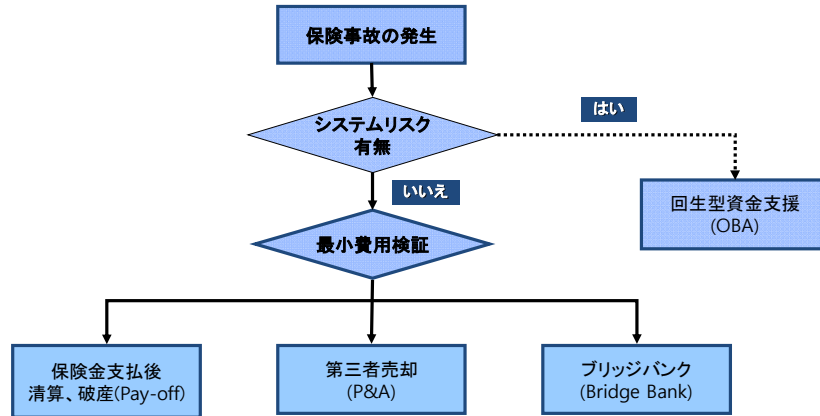 保険事故の発生
システムリスク
有無
はい
いいえ
回生型資金支援
(OBA)
最小費用検証
保険金支払後
清算、破産(Pay-off)
第三者売却
(P&A)
ブリッジバンク
(Bridge Bank)